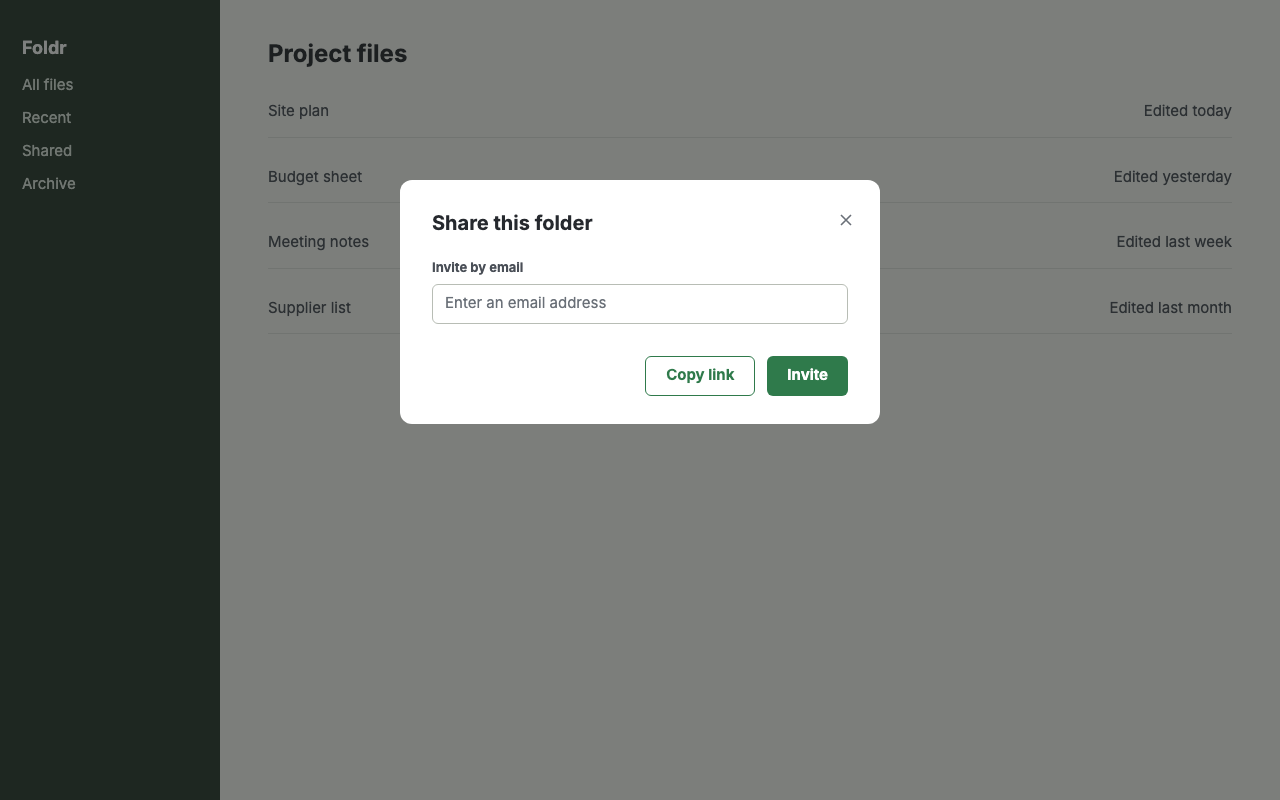 Foldr
All files
Recent
Shared
Archive
Project files
Site plan Edited today
Budget sheet Edited yesterday
Meeting notes Edited last week
Supplier list Edited last month
Share this folder
Invite by email
Enter an email address
Copy link Invite